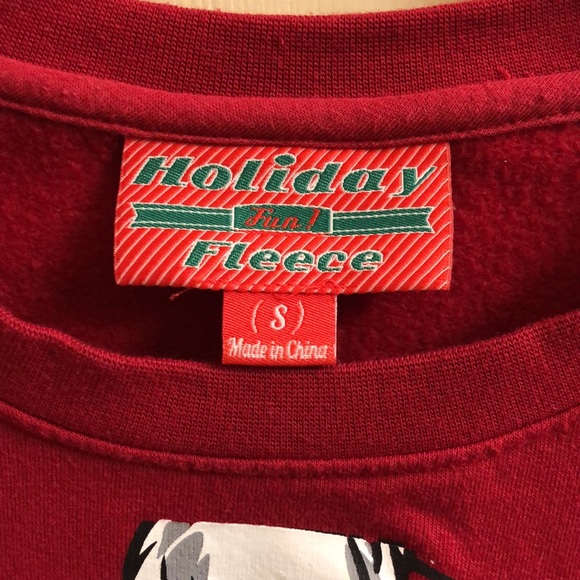 Holiday
Fun!
Fleece
(S)
Made in China